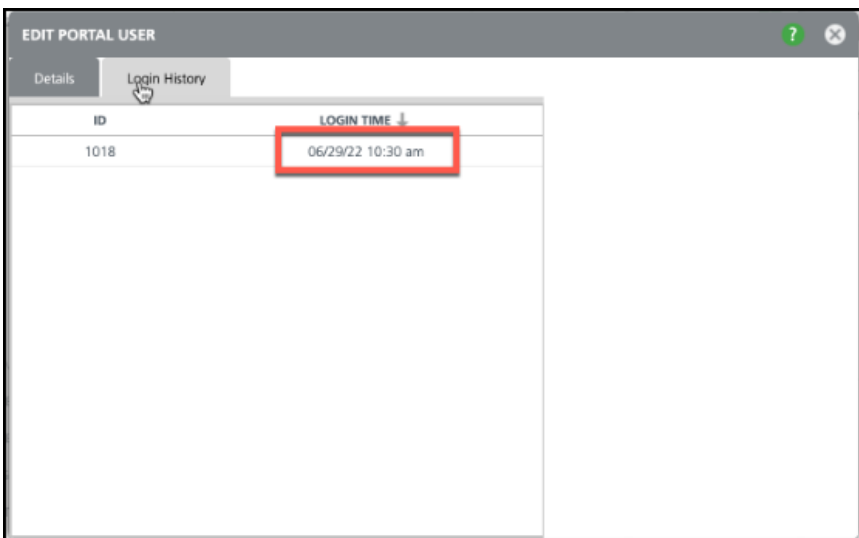 EDIT PORTAL USER ?
Details Login History
ID LOGIN TIME
1018 06/29/22 10:30 am